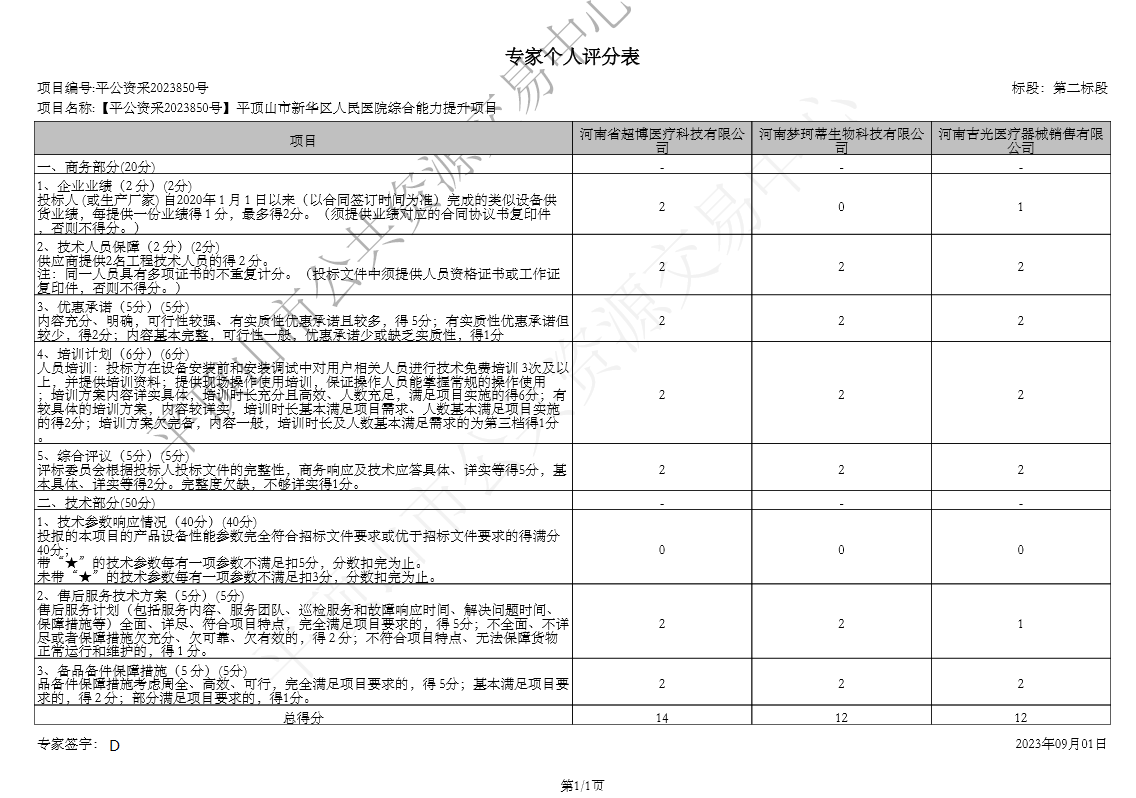 专家个人评分表
项目编号:平公资采2023850号
标段：第二标段
项目名称:【平公资采2023850号】平顶山市新华区人民医院综合能力提升项目
项目
河南省超博医疗科技有限公
司
河南梦珂蒂生物科技有限公
司
河南吉光医疗器械销售有限
公司
一、商务部分(20分)
-
-
-
1、企业业绩（2 分）(2分)
投标人 (或生产厂家) 自2020年 1 月 1 日以来（以合同签订时间为准）完成的类似设备供
货业绩，每提供一份业绩得 1 分，最多得2分。（须提供业绩对应的合同协议书复印件
，否则不得分。）
2
0
1
2、技术人员保障（2 分）(2分)
供应商提供2名工程技术人员的得 2 分。
注：同一人员具有多项证书的不重复计分。（投标文件中须提供人员资格证书或工作证
复印件，否则不得分。）
2
2
2
3、优惠承诺（5分）(5分)
内容充分、明确，可行性较强、有实质性优惠承诺且较多，得 5分；有实质性优惠承诺但
较少，得2分；内容基本完整，可行性一般，优惠承诺少或缺乏实质性，得1分
2
2
2
4、培训计划（6分）(6分)
人员培训：投标方在设备安装前和安装调试中对用户相关人员进行技术免费培训 3次及以
上，并提供培训资料；提供现场操作使用培训，保证操作人员能掌握常规的操作使用
；培训方案内容详实具体、培训时长充分且高效、人数充足，满足项目实施的得6分；有
较具体的培训方案，内容较详实，培训时长基本满足项目需求、人数基本满足项目实施
的得2分；培训方案欠完备，内容一般，培训时长及人数基本满足需求的为第三档得1分
。
2
2
2
5、综合评议（5分）(5分)
评标委员会根据投标人投标文件的完整性，商务响应及技术应答具体、详实等得5分，基
本具体、详实等得2分。完整度欠缺，不够详实得1分。
2
2
2
二、技术部分(50分)
-
-
-
1、技术参数响应情况（40分）(40分)
投报的本项目的产品设备性能参数完全符合招标文件要求或优于招标文件要求的得满分
40分；
带“★”的技术参数每有一项参数不满足扣5分，分数扣完为止。
未带“★”的技术参数每有一项参数不满足扣3分，分数扣完为止。
0
0
0
2、售后服务技术方案（5分）(5分)
售后服务计划（包括服务内容、服务团队、巡检服务和故障响应时间、解决问题时间、
保障措施等）全面、详尽、符合项目特点，完全满足项目要求的，得 5分；不全面、不详
尽或者保障措施欠充分、欠可靠、欠有效的，得 2 分；不符合项目特点、无法保障货物
正常运行和维护的，得 1 分。
2
2
1
3、备品备件保障措施（5 分）(5分)
品备件保障措施考虑周全、高效、可行，完全满足项目要求的，得 5分；基本满足项目要
求的，得 2 分；部分满足项目要求的，得1分。
2
2
2
总得分
14
12
12
专家签字： D
2023年09月01日
第1/1页
平顶山市公共资源交易中心
平顶山市公共资源交易中心